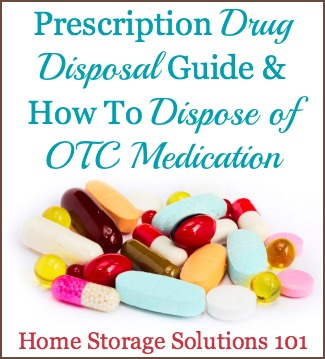 Prescription Drug
Disposal Guide &
How To Dispose of
OTC Medication
Home Storage Solutions 101